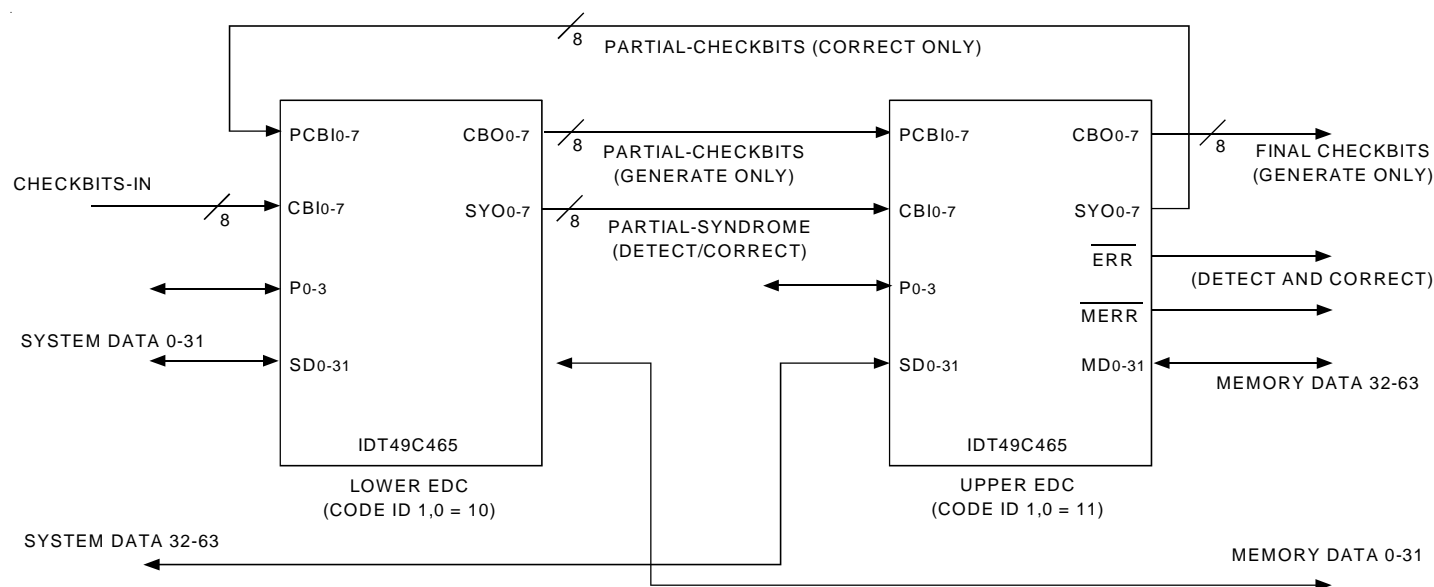 8
PARTIAL-CHECKBITS (CORRECT ONLY)
PCBI0-7
CBO0-7
8
PARTIAL-CHECKBITS
(GENERATE ONLY)
PCBI0-7
CBO0-7
8
FINAL CHECKBITS
(GENERATE ONLY)
CHECKBITS-IN
8
CBI0-7
SYO0-7
8
PARTIAL-SYNDROME
(DETECT/CORRECT)
CBI0-7
SYO0-7
ERR
(DETECT AND CORRECT)
P0-3
P0-3
MERR
SYSTEM DATA 0-31
SD0-31
SD0-31
MD0-31
MEMORY DATA 32-63
IDT49C465
IDT49C465
LOWER EDC
(CODE ID 1,0 = 10)
UPPER EDC
(CODE ID 1,0 = 11)
SYSTEM DATA 32-63
MEMORY DATA 0-31